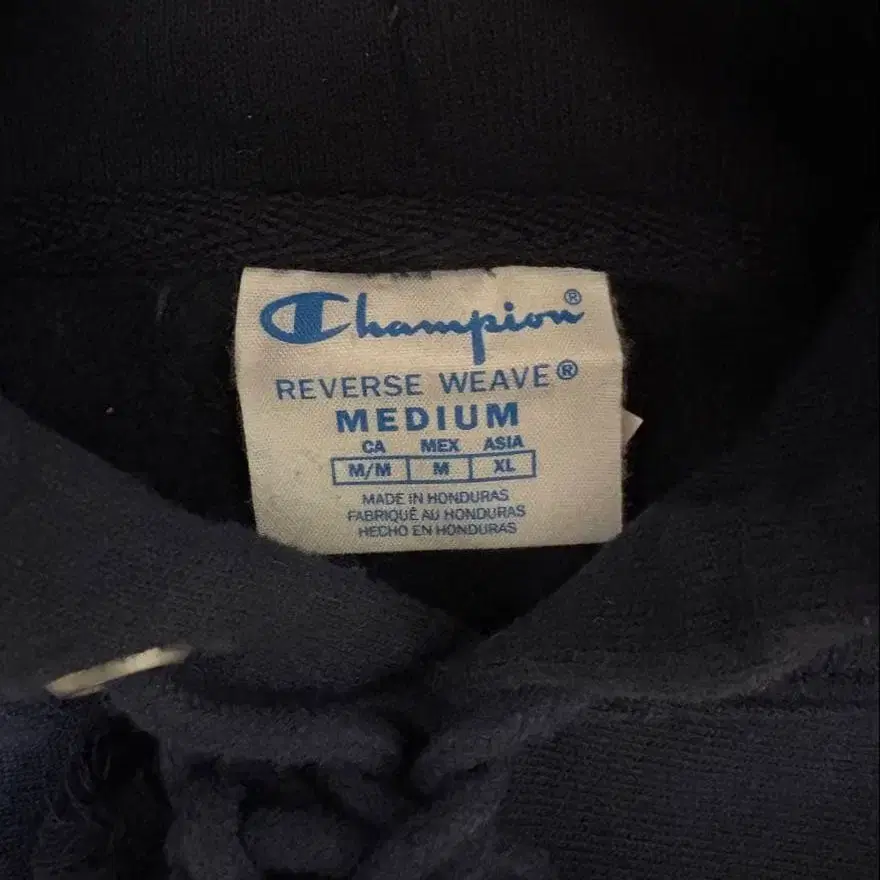 Champion®
REVERSE WEAVE®
MEDIUM
CA MEX ASIA
M/M M XL
MADE IN HONDURAS
FABRIQUÉ AU HONDURAS
HECHO EN HONDURAS